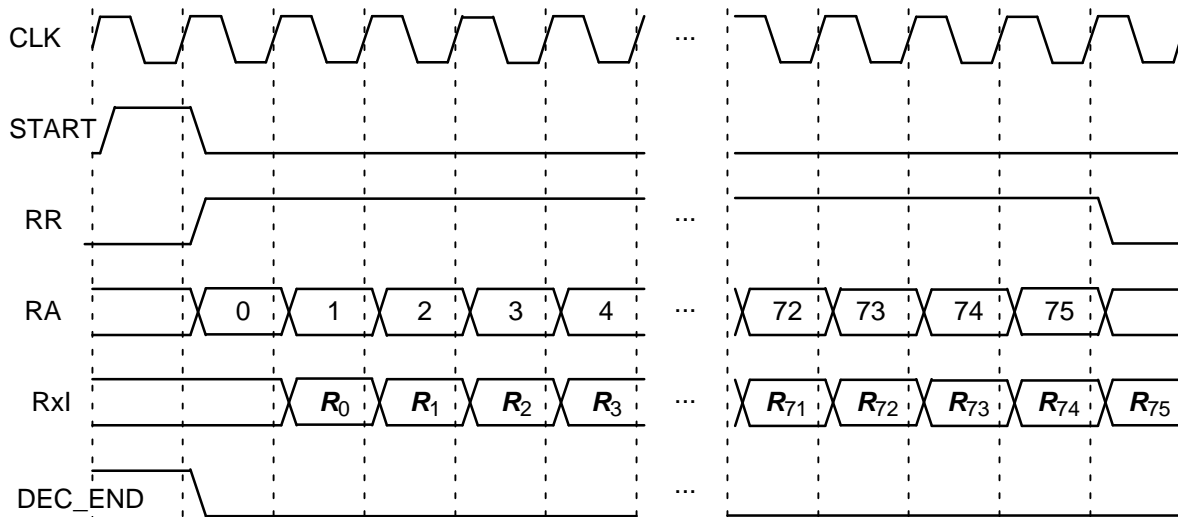 CLK ...
START
RR ...
RA 0 1 2 3 4 ... 72 73 74 75
RxI R0 R1 R2 R3 ... R71 R72 R73 R74 R75
DEC_END ...